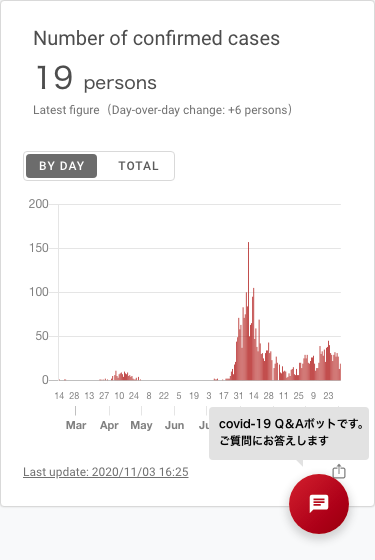 Number of confirmed cases
19 persons
Latest figure（Day-over-day change: +6 persons）
BY DAY TOTAL
200
150
100
50
0
14 28 13 27 10 24 8 22 5 19 3 17 31 14 28 11 25 9 23
Mar Apr May Jun
covid-19 Q&Aボットです。
ご質問にお答えします
Last update: 2020/11/03 16:25